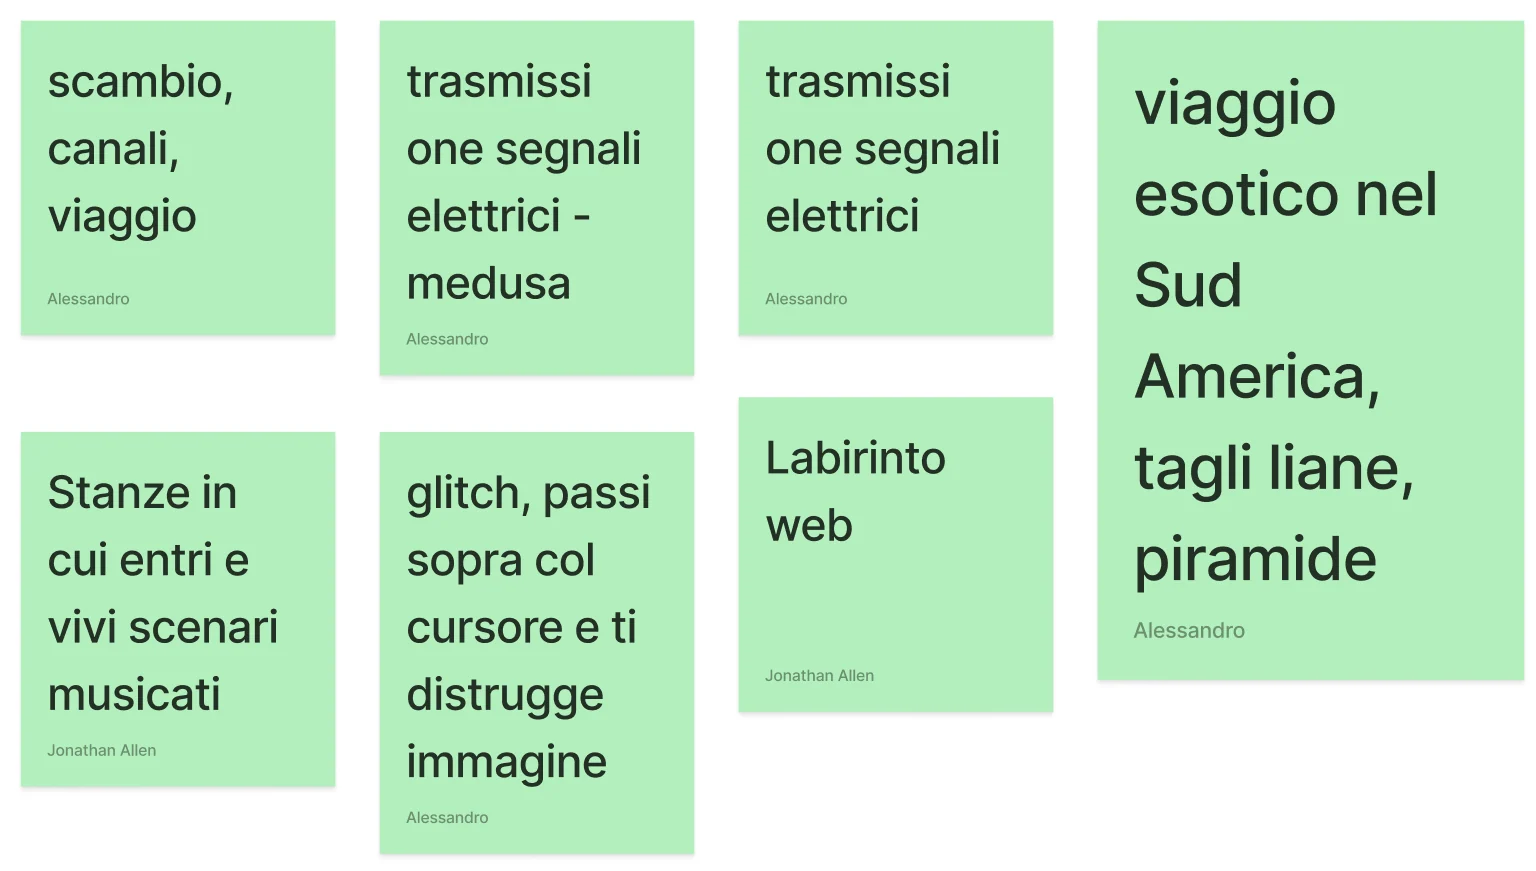 scambio,
canali,
viaggio
Alessandro
trasmissi
one segnali
elettrici -
medusa
Alessandro
trasmissi
one segnali
elettrici
Alessandro
viaggio
esotico nel
Sud
America,
tagli liane,
piramide
Alessandro
Stanze in
cui entri e
vivi scenari
musicati
Jonathan Allen
glitch, passi
sopra col
cursore e ti
distrugge
immagine
Alessandro
Labirinto
web
Jonathan Allen